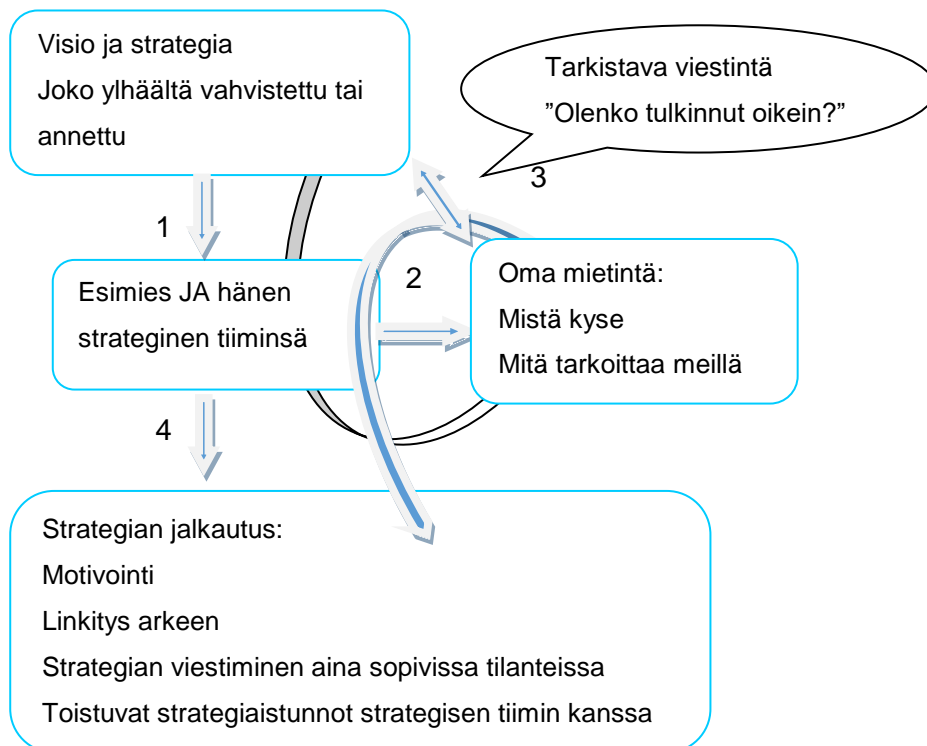 Visio ja strategia
Joko ylhäältä vahvistettu tai
annettu
Tarkistava viestintä
”Olenko tulkinnut oikein?”
3
1
Esimies JA hänen
strateginen tiiminsä
2
Oma mietintä:
Mistä kyse
Mitä tarkoittaa meillä
4
Strategian jalkautus:
Motivointi
Linkitys arkeen
Strategian viestiminen aina sopivissa tilanteissa
Toistuvat strategiaistunnot strategisen tiimin kanssa